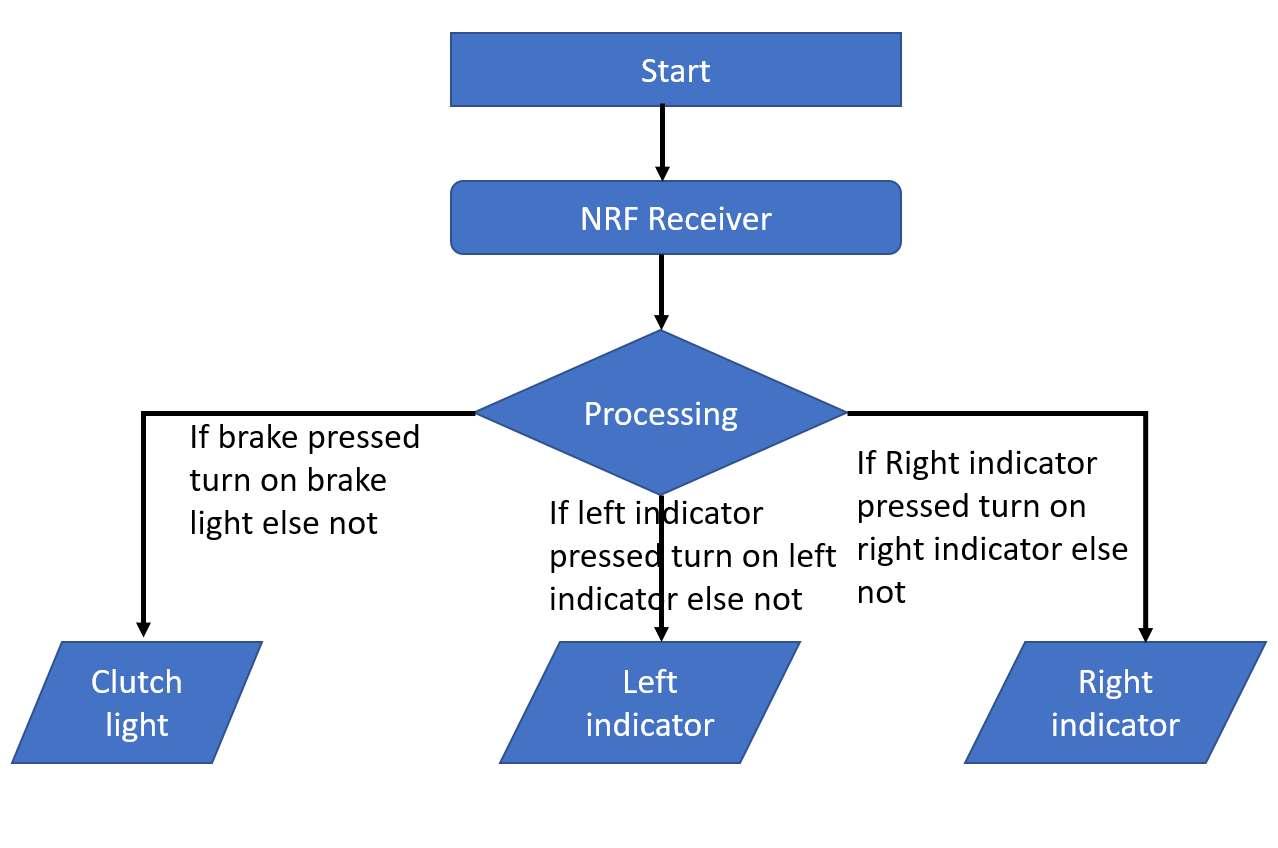 Start
NRF Receiver
Processing
If brake pressed
turn on brake
light else not
If left indicator
pressed turn on left
indicator else not
If Right indicator
pressed turn on
right indicator else
not
Clutch
light
Left
indicator
Right
indicator